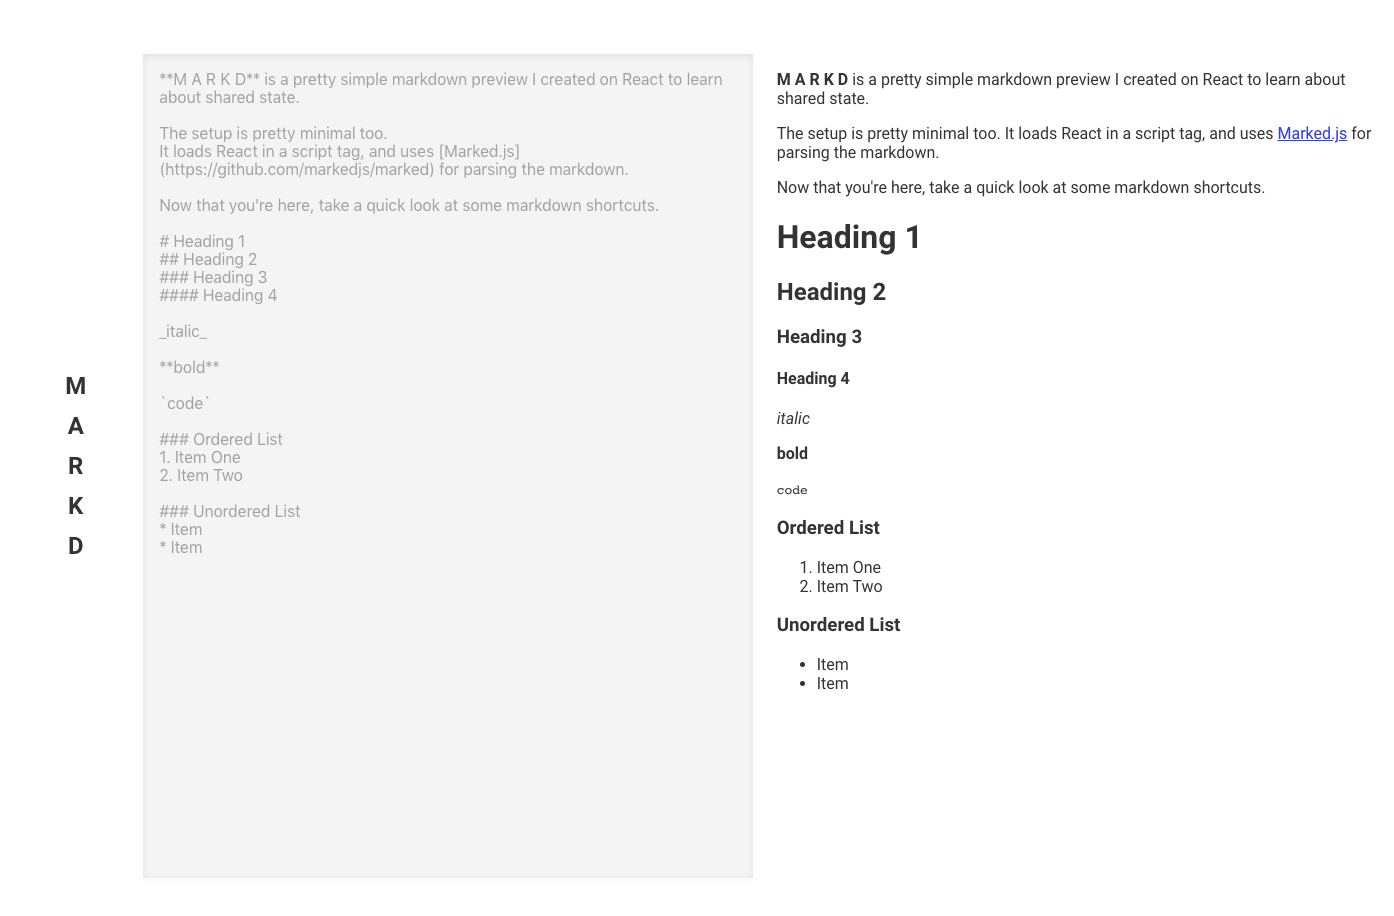 M
A
R
K
D
**M A R K D** is a pretty simple markdown preview I created on React to learn
about shared state.
The setup is pretty minimal too.
It loads React in a script tag, and uses [Marked.js]
(https://github.com/markedjs/marked) for parsing the markdown.
Now that you're here, take a quick look at some markdown shortcuts.
# Heading 1
## Heading 2
### Heading 3
#### Heading 4
_italic_
**bold**
`code`
### Ordered List
1. Item One
2. Item Two
### Unordered List
* Item
* Item
M A R K D is a pretty simple markdown preview I created on React to learn about
shared state.
The setup is pretty minimal too. It loads React in a script tag, and uses Marked.js for
parsing the markdown.
Now that you're here, take a quick look at some markdown shortcuts.
Heading 1
Heading 2
Heading 3
Heading 4
italic
bold
code
Ordered List
1. Item One
2. Item Two
Unordered List
• Item
• Item